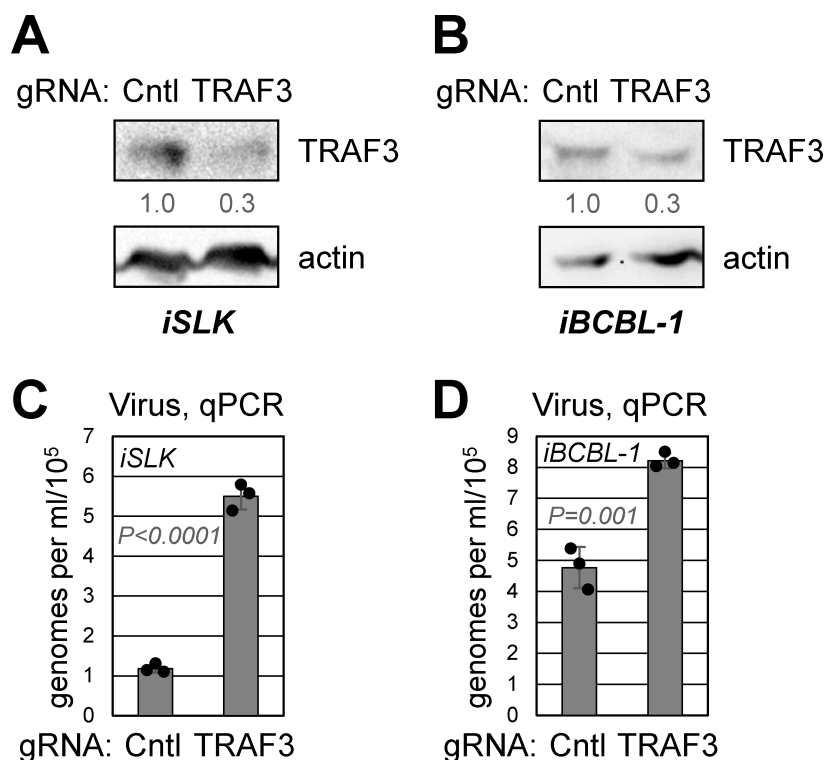 A
gRNA: Cntl TRAF3
TRAF3
1.0 0.3
actin
iSLK
B
gRNA: Cntl TRAF3
TRAF3
1.0 0.3
actin
iBCBL-1
C
Virus, qPCR
genomes per ml/10⁵
7
6
5
4
3
2
1
0
iSLK
P<0.0001
gRNA: Cntl TRAF3
D
Virus, qPCR
genomes per ml/10⁵
9
8
7
6
5
4
3
2
1
0
iBCBL-1
P=0.001
gRNA: Cntl TRAF3